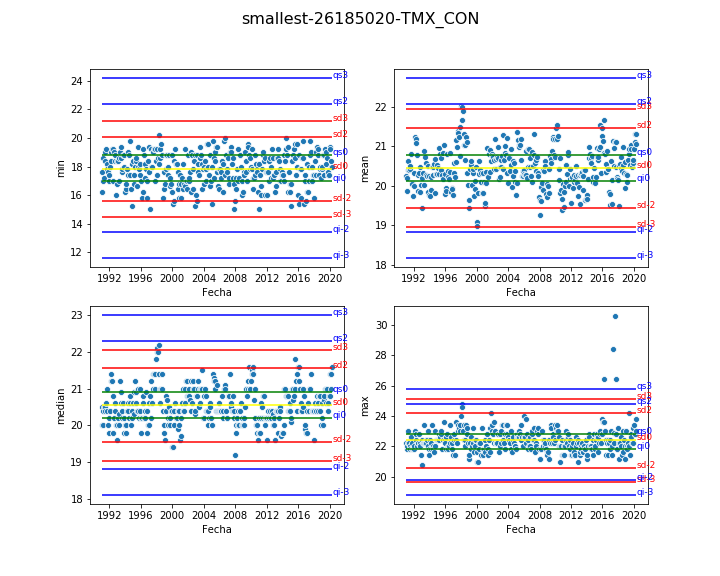 smallest-26185020-TMX_CON
24
22
20
18
16
14
12
min
qs3
qs2
sd3
sd2
qs0
sd0
qi0
sd-2
sd-3
qi-2
qi-3
1992 1996 2000 2004 2008 2012 2016 2020
Fecha
22
21
20
19
18
mean
qs3
qs2
sd3
sd2
qs0
sd0
qi0
sd-2
sd-3
qi-2
qi-3
1992 1996 2000 2004 2008 2012 2016 2020
Fecha
23
22
21
20
19
18
median
qs3
qs2
sd3
sd2
qs0
sd0
qi0
sd-2
sd-3
qi-2
qi-3
1992 1996 2000 2004 2008 2012 2016 2020
Fecha
30
28
26
24
22
20
max
qs3
sd3
qs2
sd2
qs0
sd0
qi0
sd-2
qi-2
sd-3
qi-3
1992 1996 2000 2004 2008 2012 2016 2020
Fecha